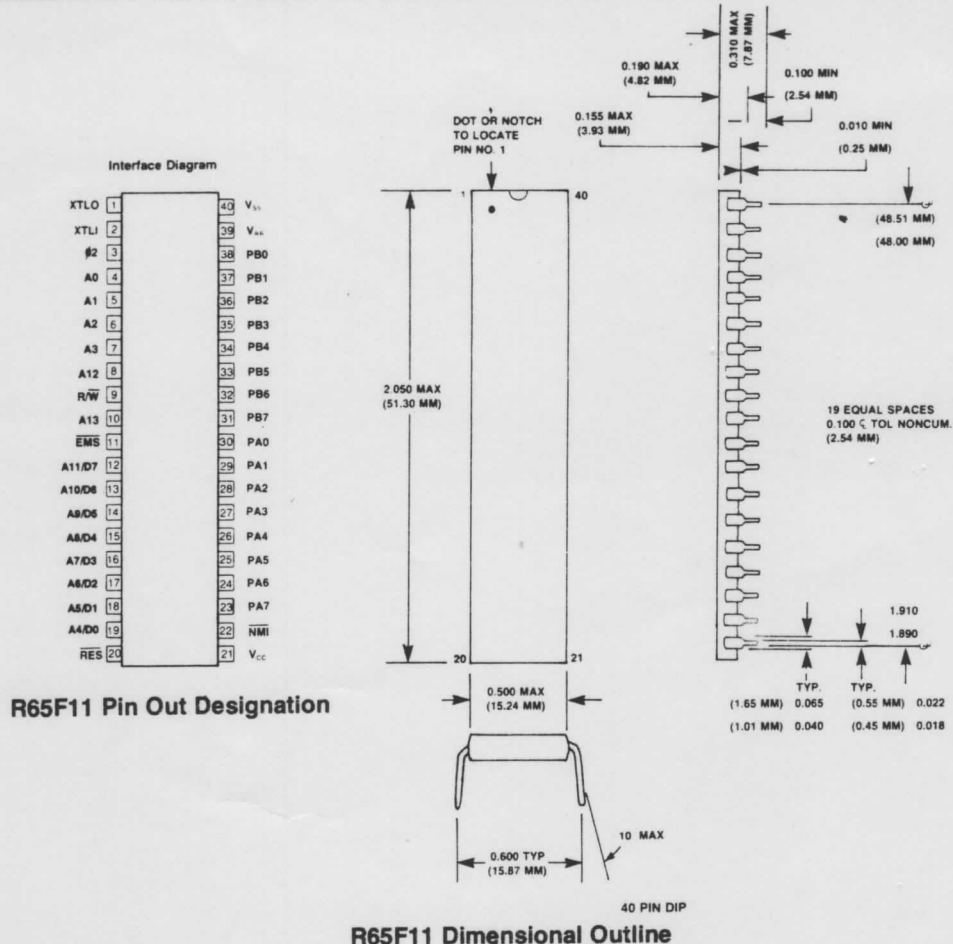 Interface Diagram
XTLO 1
XTLI 2
φ2 3
A0 4
A1 5
A2 6
A3 7
A12 8
R/W̅ 9
A13 10
E̅M̅S̅ 11
A11/D7 12
A10/D6 13
A9/D5 14
A8/D4 15
A7/D3 16
A6/D2 17
A5/D1 18
A4/D0 19
R̅E̅S̅ 20
40 Vss
39
38 PB0
37 PB1
36 PB2
35 PB3
34 PB4
33 PB5
32 PB6
31 PB7
30 PA0
29 PA1
28 PA2
27 PA3
26 PA4
25 PA5
24 PA6
23 PA7
22 N̅M̅I̅
21 Vcc
R65F11 Pin Out Designation
DOT OR NOTCH
TO LOCATE
PIN NO. 1
1
40
2.050 MAX
(51.30 MM)
20
21
0.500 MAX
(15.24 MM)
0.600 TYP
(15.87 MM)
10 MAX
40 PIN DIP
0.310 MAX
(7.87 MM)
0.190 MAX
(4.82 MM)
0.100 MIN
(2.54 MM)
0.155 MAX
(3.93 MM)
0.010 MIN
(0.25 MM)
(48.51 MM)
(48.00 MM)
19 EQUAL SPACES
0.100 ℄ TOL NONCUM.
(2.54 MM)
1.910
1.890
TYP. TYP.
(1.65 MM) 0.065 (0.55 MM) 0.022
(1.01 MM) 0.040 (0.45 MM) 0.018
R65F11 Dimensional Outline